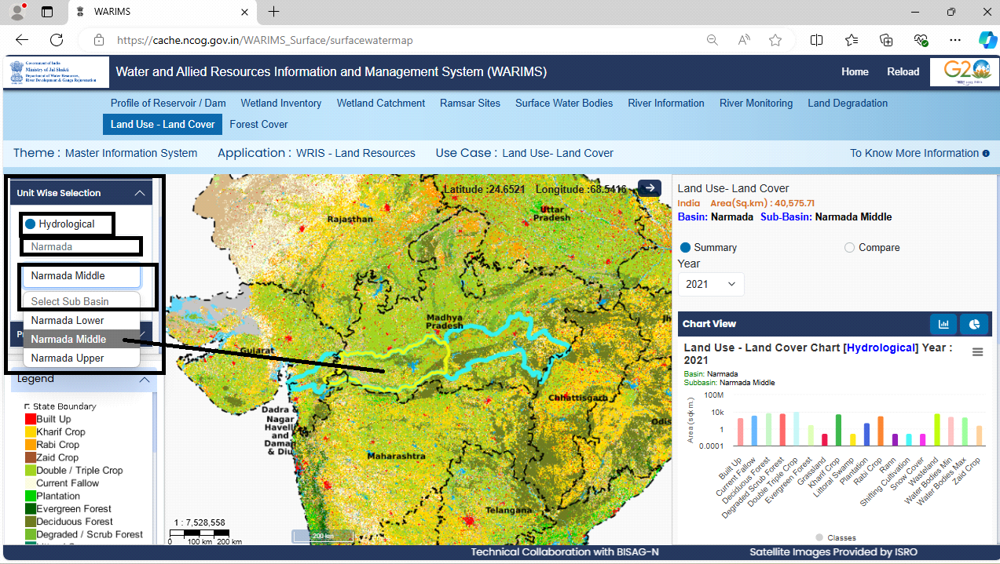 WARIMS
https://cache.ncog.gov.in/WARIMS_Surface/surfacewatermap
Government of India
Ministry of Jal Shakti
Department of Water Resources,
River Development & Ganga Rejuvenation
Water and Allied Resources Information and Management System (WARIMS)
Home Reload
G20
Profile of Reservoir / Dam Wetland Inventory Wetland Catchment Ramsar Sites Surface Water Bodies River Information River Monitoring Land Degradation
Land Use - Land Cover Forest Cover
Theme : Master Information System Application : WRIS - Land Resources Use Case : Land Use- Land Cover To Know More Information
Unit Wise Selection
Hydrological
Narmada
Narmada Middle
Select Sub Basin
Narmada Lower
Narmada Middle
Narmada Upper
Legend
State Boundary
Built Up
Kharif Crop
Rabi Crop
Zaid Crop
Double / Triple Crop
Current Fallow
Plantation
Evergreen Forest
Deciduous Forest
Degraded / Scrub Forest
Latitude :24.6521 Longitude :68.5416
Rajasthan
Uttar
Pradesh
Madhya
Pradesh
Gujarat
Chhattisgarh
Dadra &
Nagar
Haveli
and
Daman
& Diu
Maharashtra
Telangana
1 : 7,528,558
100 km 200 km
200 km
Land Use- Land Cover
India Area(Sq.km) : 40,575.71
Basin: Narmada Sub-Basin: Narmada Middle
Summary Compare
Year
2021
Chart View
Land Use - Land Cover Chart [Hydrological] Year :
2021
Basin: Narmada
Subbasin: Narmada Middle
Area (sq.km.)
100M
10k
1
0.0001
Built Up
Current Fallow
Deciduous Forest
Degraded Scrub Forest
Double Triple Crop
Evergreen Forest
Grassland
Kharif Crop
Littoral Swamp
Plantation
Rabi Crop
Rann
Shifting Cultivation
Snow Cover
Wasteland
Water Bodies Min
Water Bodies Max
Zaid Crop
Classes
Technical Collaboration with BISAG-N Satellite Images Provided by ISRO